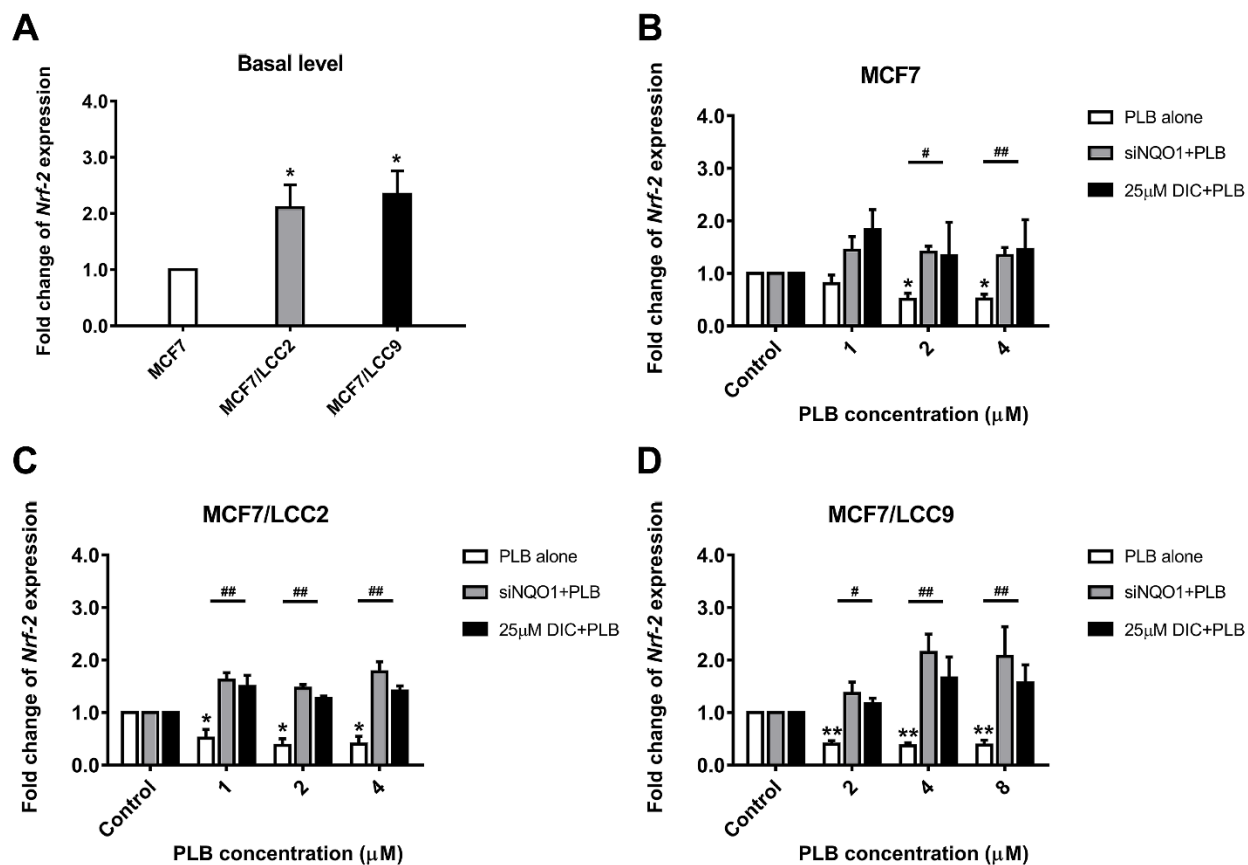 A
Basal level
Fold change of Nrf-2 expression
4.0
3.0
2.0
1.0
0.0
*
*
MCF7
MCF7/LCC2
MCF7/LCC9
B
MCF7
Fold change of Nrf-2 expression
4.0
3.0
2.0
1.0
0.0
#
##
*
*
Control
1
2
4
PLB concentration (μM)
PLB alone
siNQO1+PLB
25μM DIC+PLB
C
MCF7/LCC2
Fold change of Nrf-2 expression
4.0
3.0
2.0
1.0
0.0
##
##
##
*
*
*
Control
1
2
4
PLB concentration (μM)
PLB alone
siNQO1+PLB
25μM DIC+PLB
D
MCF7/LCC9
Fold change of Nrf-2 expression
4.0
3.0
2.0
1.0
0.0
#
##
##
**
**
**
Control
2
4
8
PLB concentration (μM)
PLB alone
siNQO1+PLB
25μM DIC+PLB